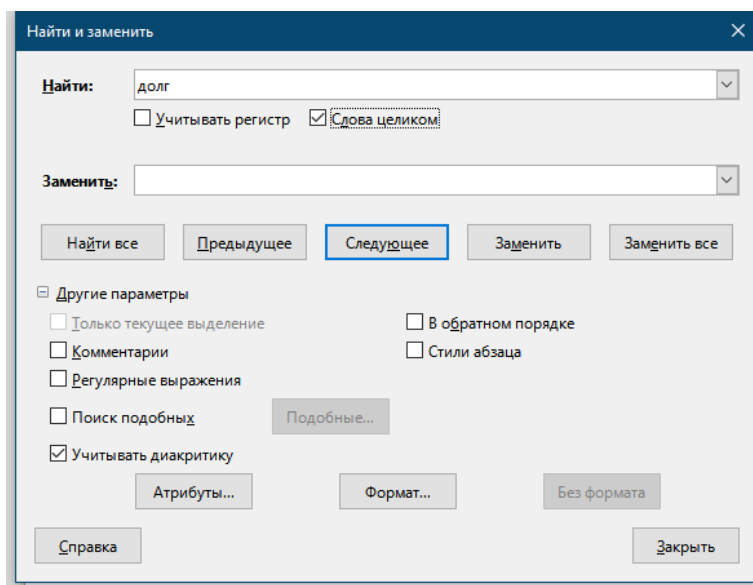 Найти и заменить
Найти: долг
Учитывать регистр Слова целиком
Заменить:
Найти все Предыдущее Следующее Заменить Заменить все
Другие параметры
Только текущее выделение В обратном порядке
Комментарии Стили абзаца
Регулярные выражения
Поиск подобных Подобные...
Учитывать диакритику
Атрибуты... Формат... Без формата
Справка Закрыть